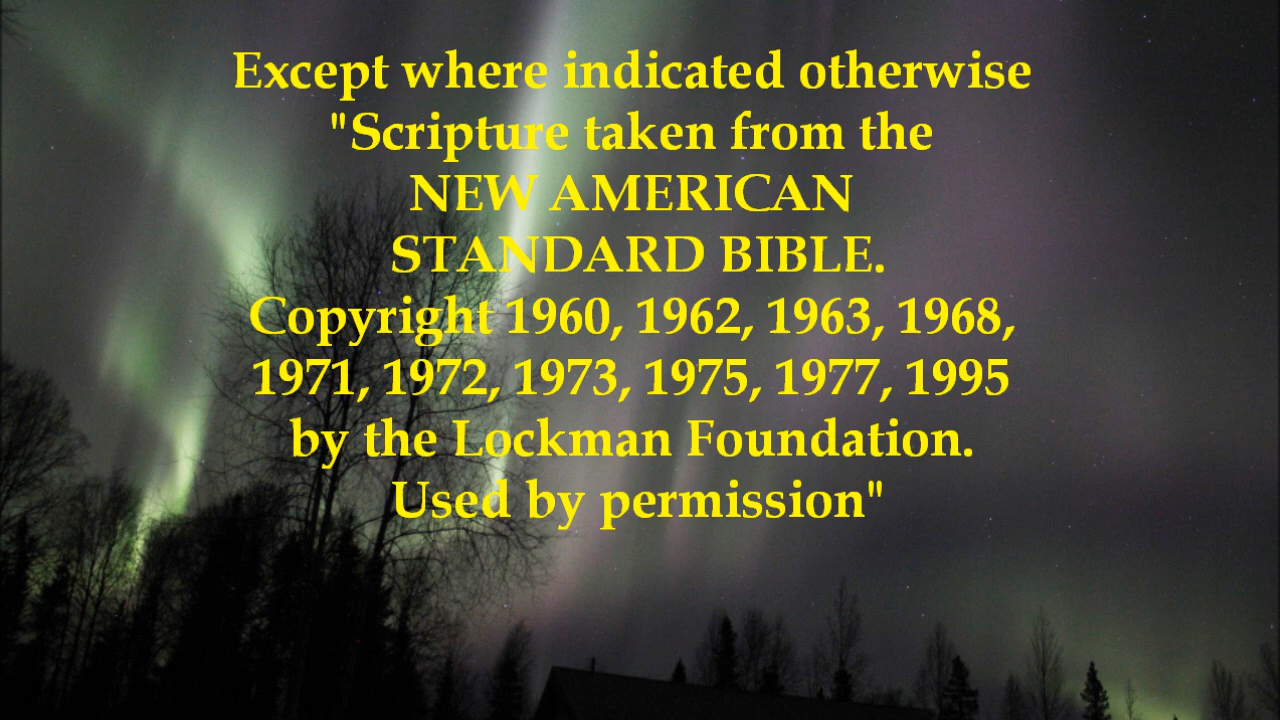 Except where indicated otherwise
"Scripture taken from the
NEW AMERICAN
STANDARD BIBLE.
Copyright 1960, 1962, 1963, 1968,
1971, 1972, 1973, 1975, 1977, 1995
by the Lockman Foundation.
Used by permission"